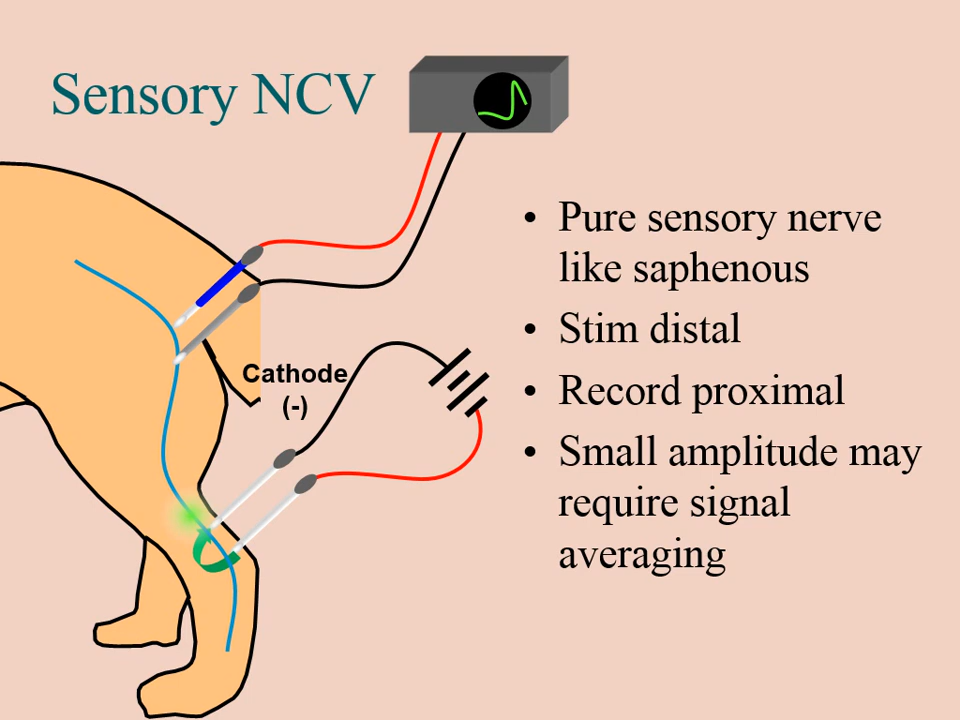 Sensory NCV
• Pure sensory nerve
like saphenous
• Stim distal
• Record proximal
• Small amplitude may
require signal
averaging
Cathode
(-)